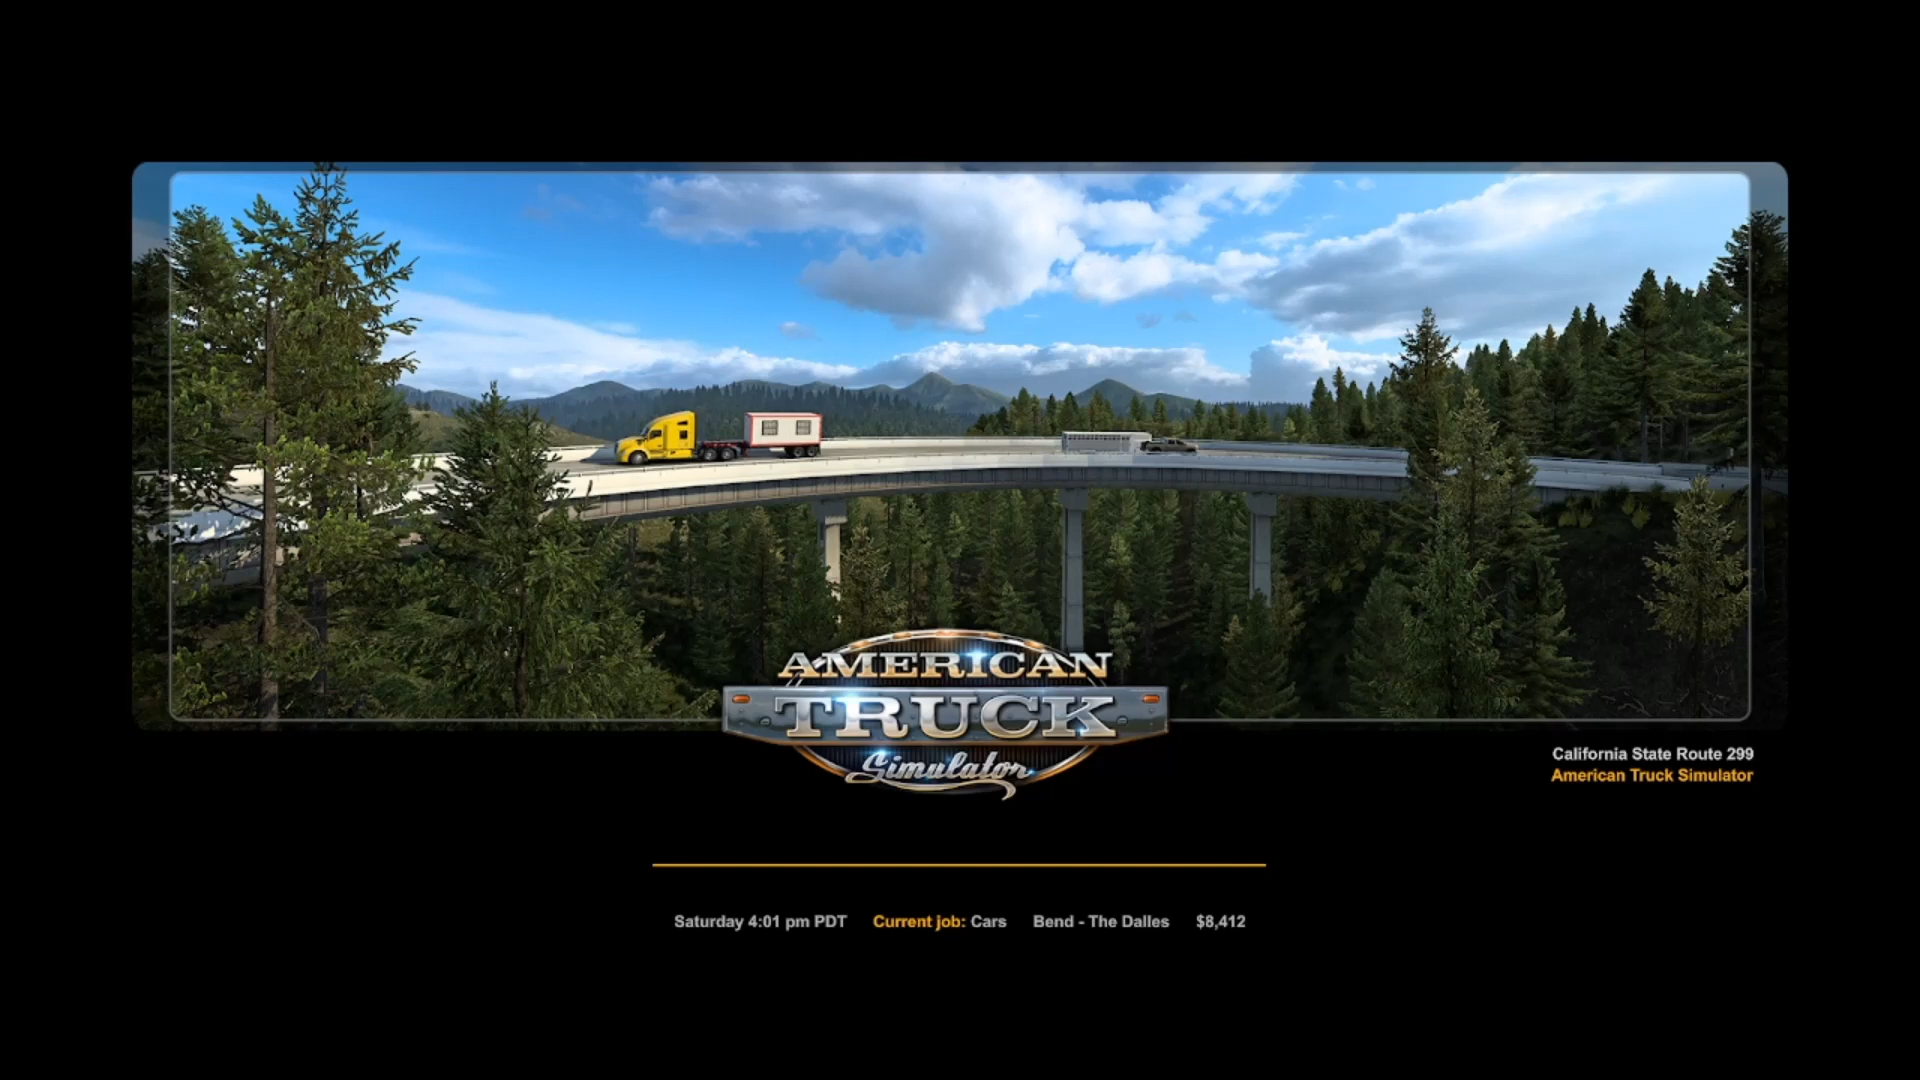 AMERICAN
TRUCK
Simulator
California State Route 299
American Truck Simulator
Saturday 4:01 pm PDT Current job: Cars Bend - The Dalles $8,412